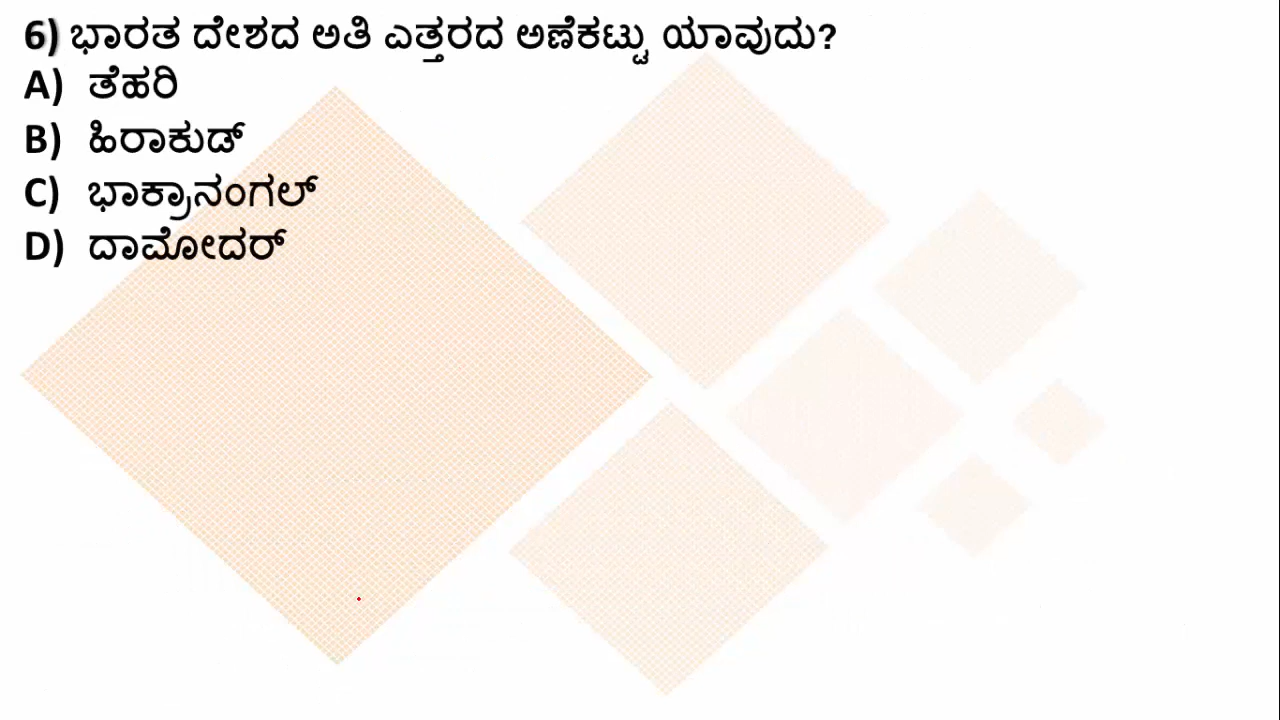 6) ಭಾರತ ದೇಶದ ಅತಿ ಎತ್ತರದ ಅಣೆಕಟ್ಟು ಯಾವುದು?
A) ತೆಹರಿ
B) ಹಿರಾಕುಡ್
C) ಭಾಕ್ರಾನಂಗಲ್
D) ದಾಮೋದರ್